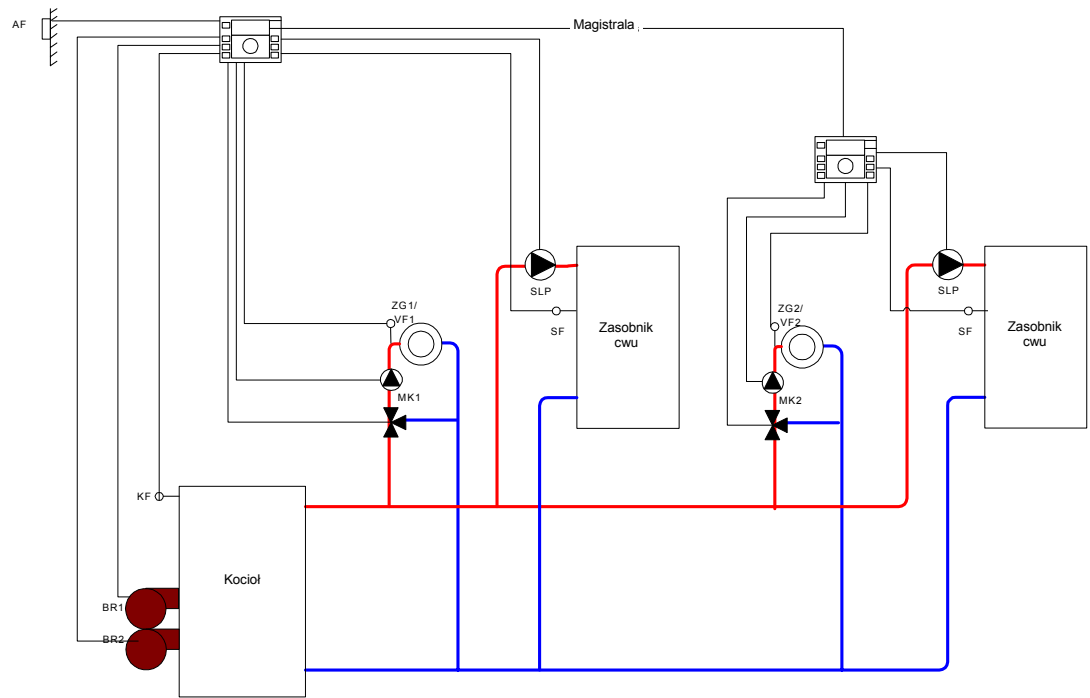 AF
Magistrala
ZG1/
VF1
MK1
SLP
SF
Zasobnik
cwu
ZG2/
VF2
MK2
SLP
SF
Zasobnik
cwu
KF
Kocioł
BR1
BR2